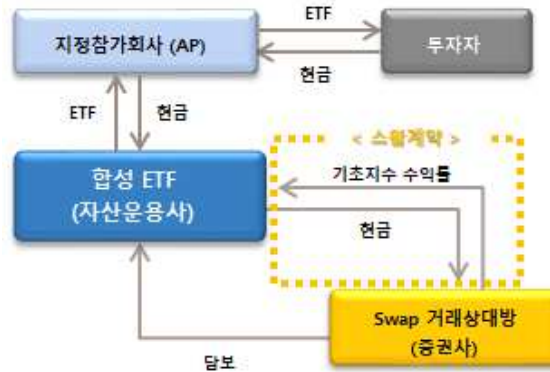 ETF
지정참가회사 (AP)
투자자
현금
ETF
현금
< 스왑계약 >
합성 ETF
(자산운용사)
기초지수 수익률
현금
Swap 거래상대방
(증권사)
담보